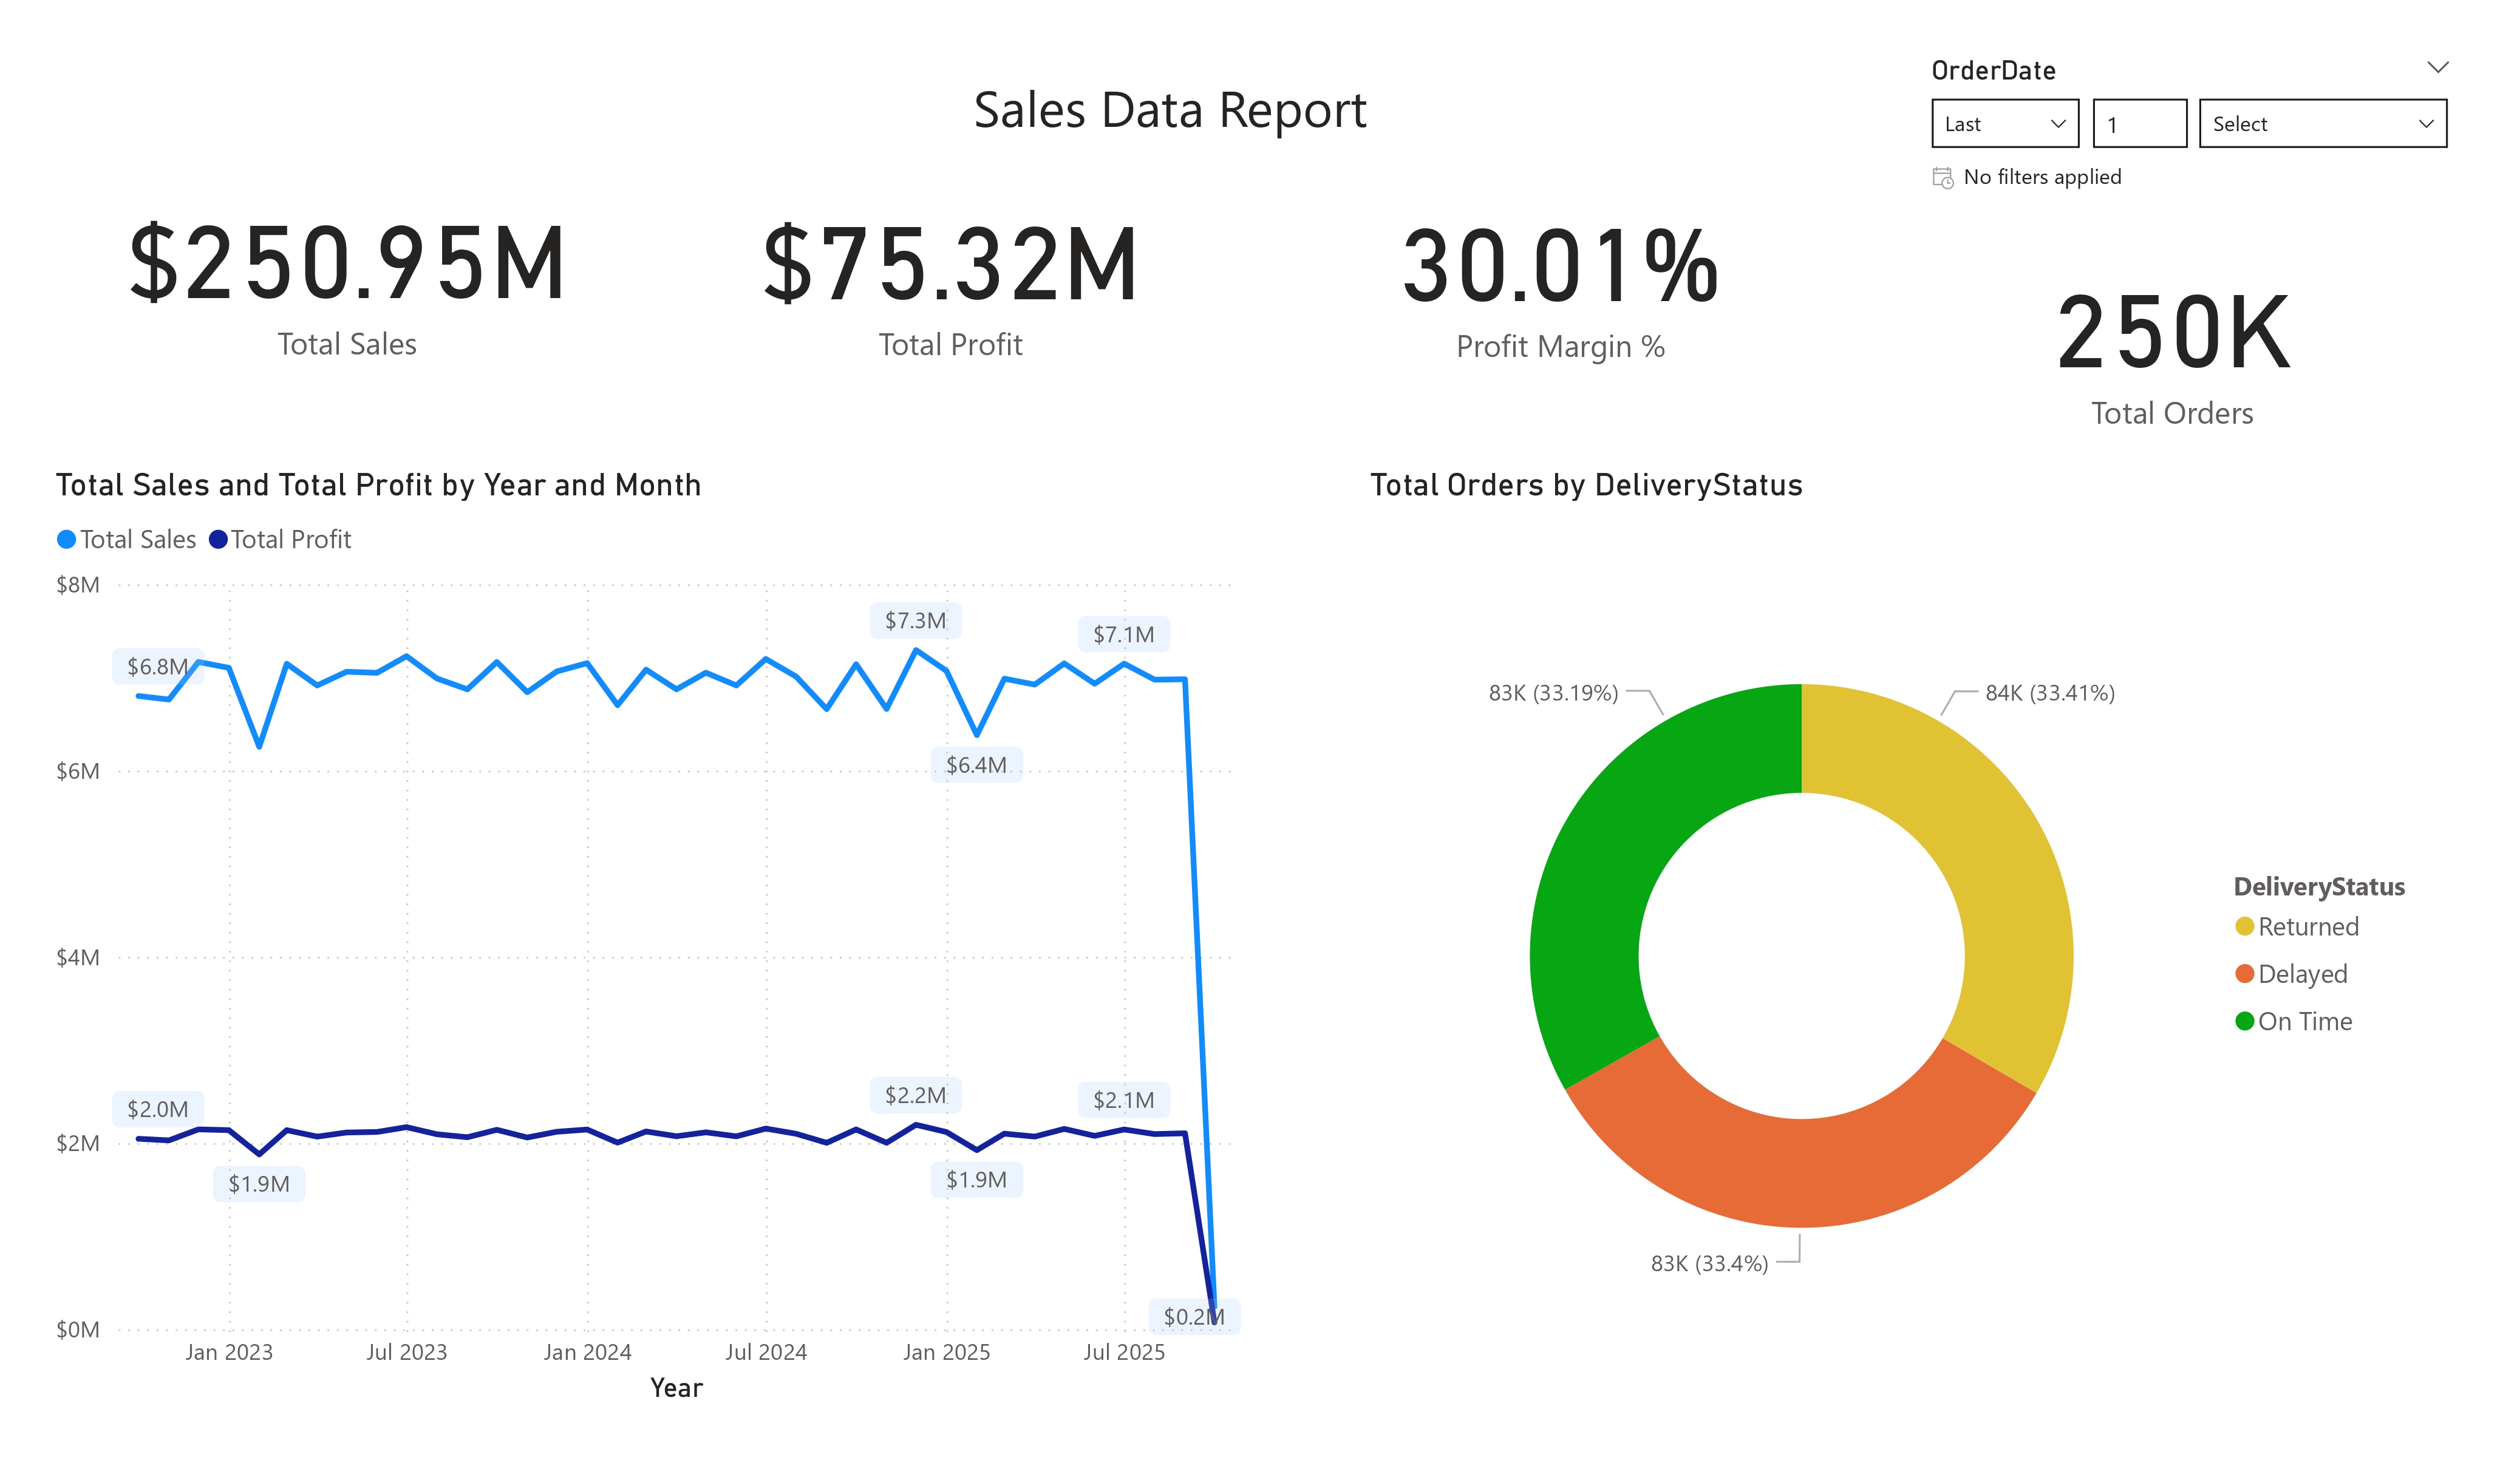 OrderDate
Sales Data Report
Last
1
Select
No filters applied
$250.95M
Total Sales
$75.32M
Total Profit
30.01%
Profit Margin %
250K
Total Orders
Total Sales and Total Profit by Year and Month
Total Sales
Total Profit
$8M
$6M
$4M
$2M
$0M
$6.8M
$7.3M
$7.1M
$6.4M
$2.0M
$2.2M
$2.1M
$1.9M
$1.9M
$0.2M
Jan 2023
Jul 2023
Jan 2024
Jul 2024
Jan 2025
Jul 2025
Year
Total Orders by DeliveryStatus
83K (33.19%)
84K (33.41%)
83K (33.4%)
DeliveryStatus
Returned
Delayed
On Time